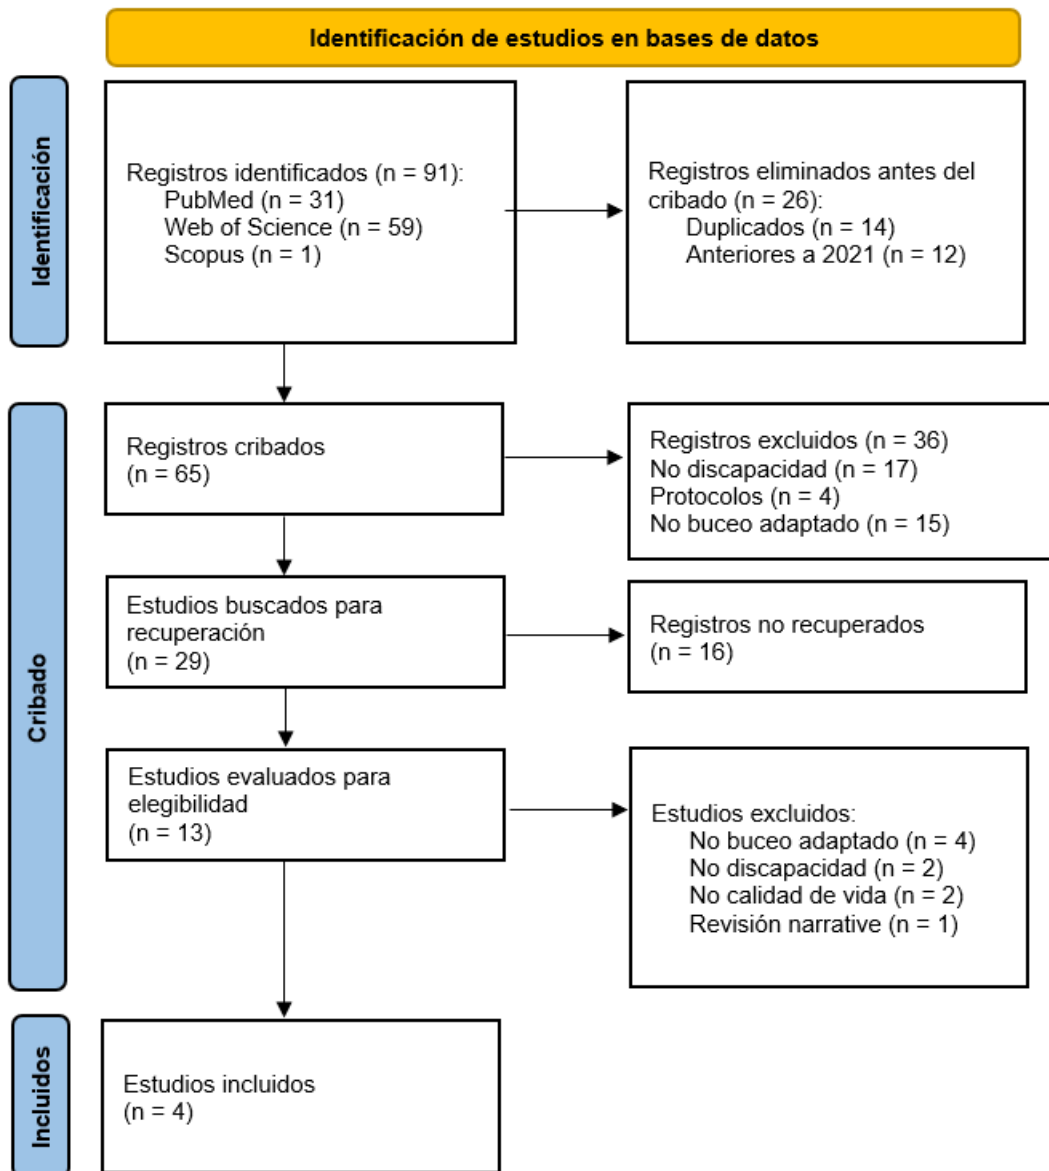 Identificación de estudios en bases de datos
Identificación
Registros identificados (n = 91):
PubMed (n = 31)
Web of Science (n = 59)
Scopus (n = 1)
Registros eliminados antes del
cribado (n = 26):
Duplicados (n = 14)
Anteriores a 2021 (n = 12)
Cribado
Registros cribados
(n = 65)
Registros excluidos (n = 36)
No discapacidad (n = 17)
Protocolos (n = 4)
No buceo adaptado (n = 15)
Estudios buscados para
recuperación
(n = 29)
Registros no recuperados
(n = 16)
Estudios evaluados para
elegibilidad
(n = 13)
Estudios excluidos:
No buceo adaptado (n = 4)
No discapacidad (n = 2)
No calidad de vida (n = 2)
Revisión narrative (n = 1)
Incluidos
Estudios incluidos
(n = 4)